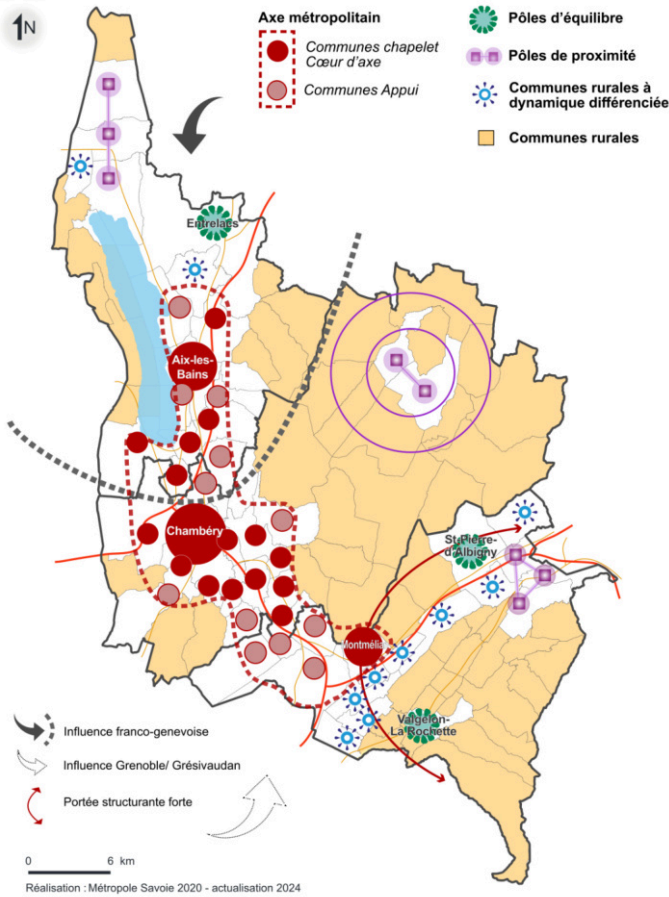 1N
Axe métropolitain
Communes chapelet
Cœur d'axe
Communes Appui
Pôles d'équilibre
Pôles de proximité
Communes rurales à
dynamique différenciée
Communes rurales
Entrelacs
Aix-les-
Bains
Chambéry
St-Pierre-
d'Albigny
Montmélian
Valgelon-
La Rochette
Influence franco-genevoise
Influence Grenoble/ Grésivaudan
Portée structurante forte
0 6 km
Réalisation : Métropole Savoie 2020 - actualisation 2024